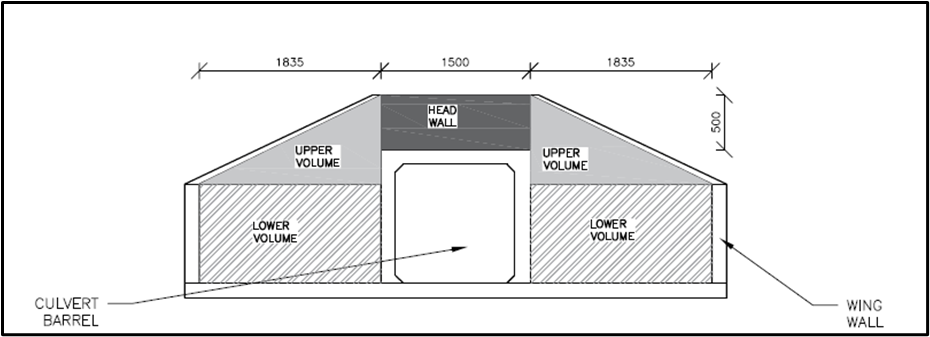 1835
1500
1835
HEAD
WALL
500
UPPER
VOLUME
UPPER
VOLUME
LOWER
VOLUME
LOWER
VOLUME
CULVERT
BARREL
WING
WALL